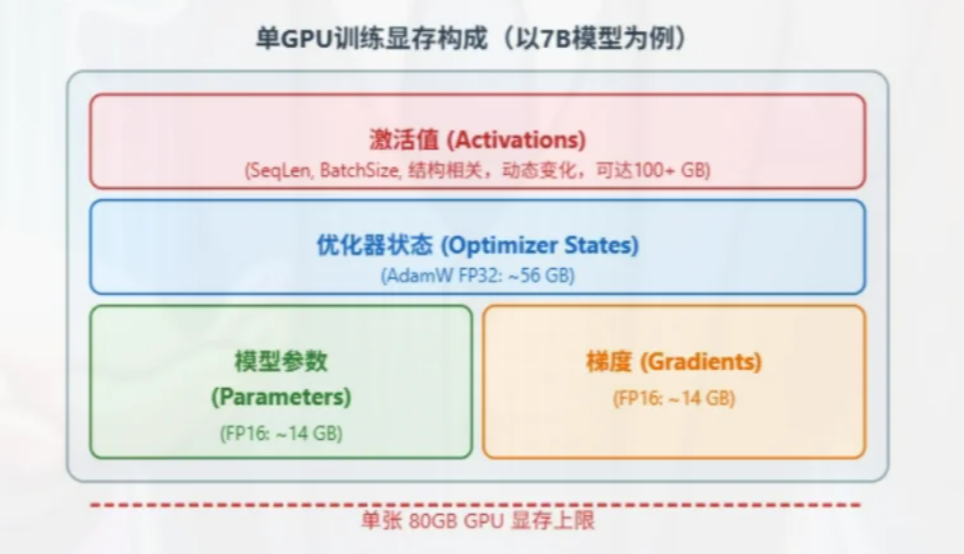 单GPU训练显存构成（以7B模型为例）
激活值 (Activations)
(SeqLen, BatchSize, 结构相关，动态变化，可达100+ GB)
优化器状态 (Optimizer States)
(AdamW FP32: ~56 GB)
模型参数
(Parameters)
(FP16: ~14 GB)
梯度 (Gradients)
(FP16: ~14 GB)
单张 80GB GPU 显存上限